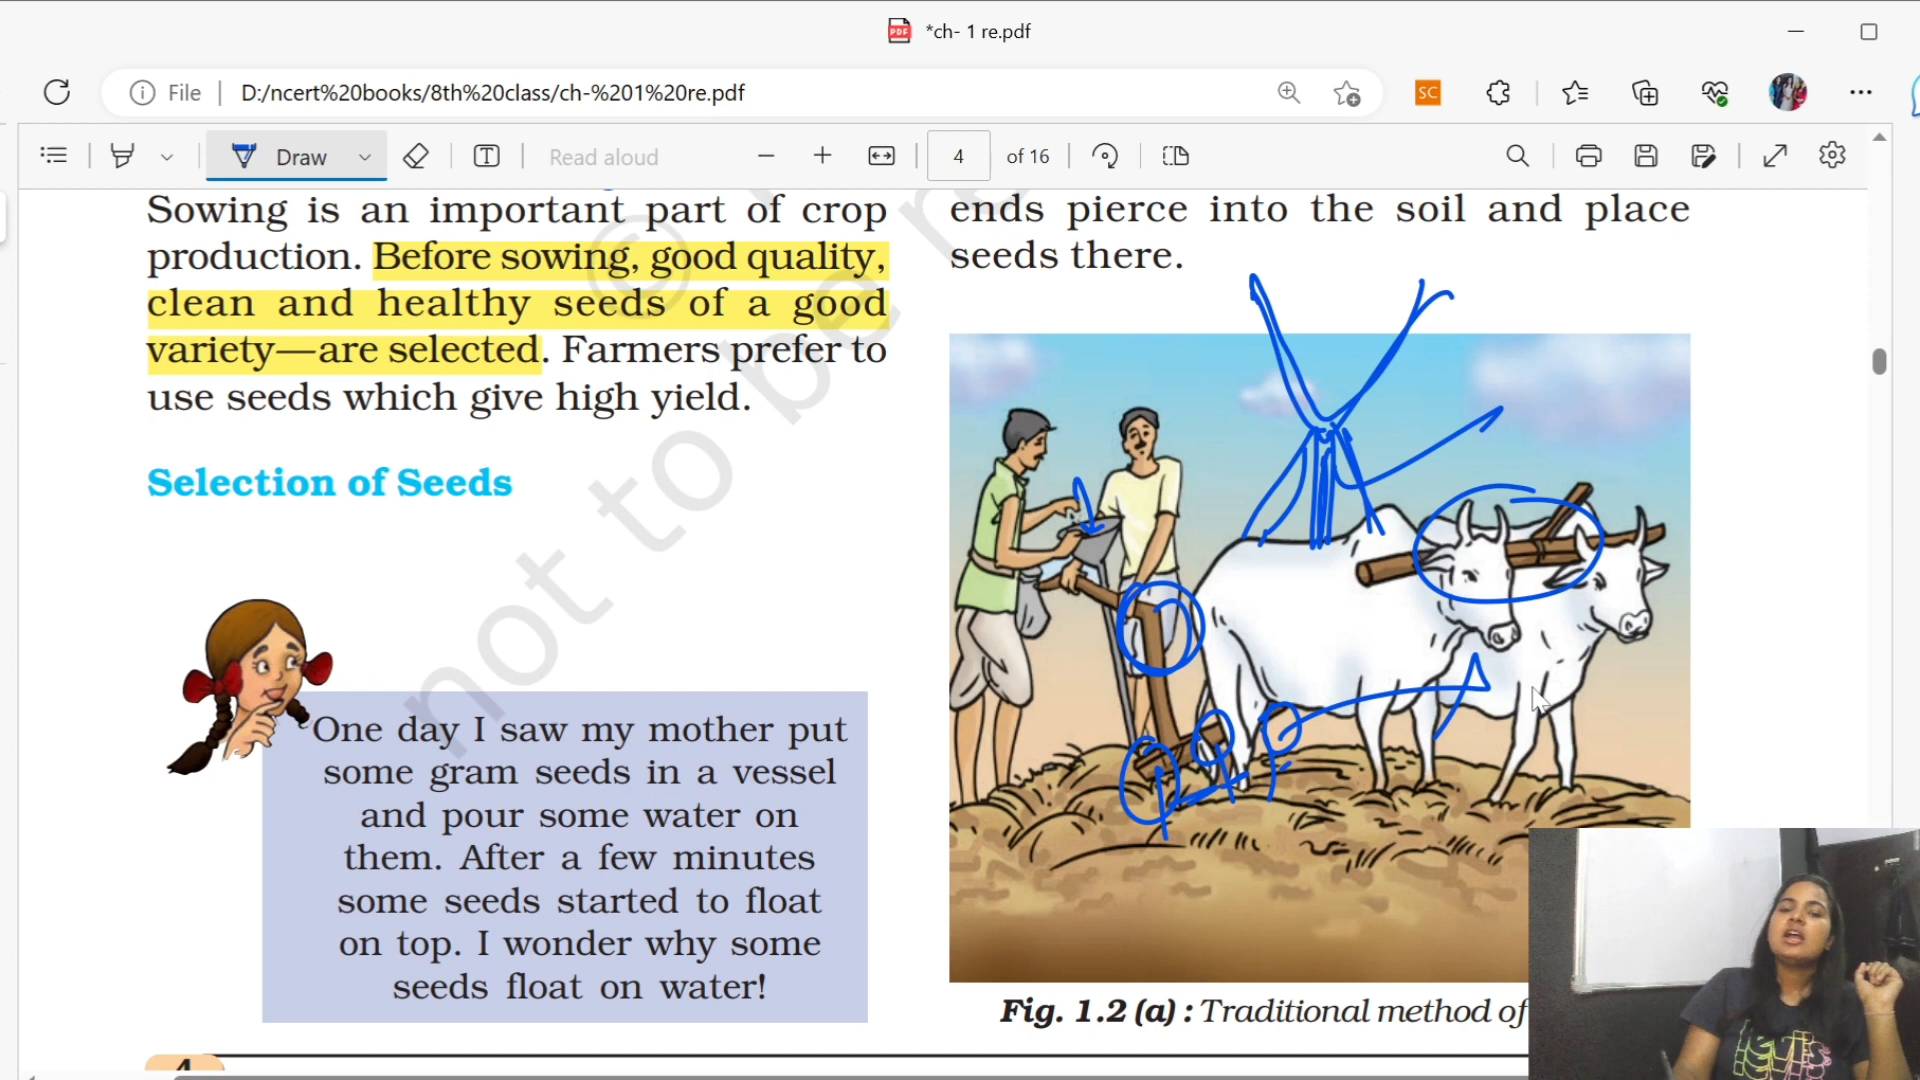 *ch- 1 re.pdf
File
D:/ncert%20books/8th%20class/ch-%201%20re.pdf
SC
Draw
Read aloud
4
of 16
Sowing is an important part of crop
production. Before sowing, good quality,
clean and healthy seeds of a good
variety—are selected. Farmers prefer to
use seeds which give high yield.
Selection of Seeds
One day I saw my mother put
some gram seeds in a vessel
and pour some water on
them. After a few minutes
some seeds started to float
on top. I wonder why some
seeds float on water!
ends pierce into the soil and place
seeds there.
Fig. 1.2 (a) : Traditional method of
not to be re
©